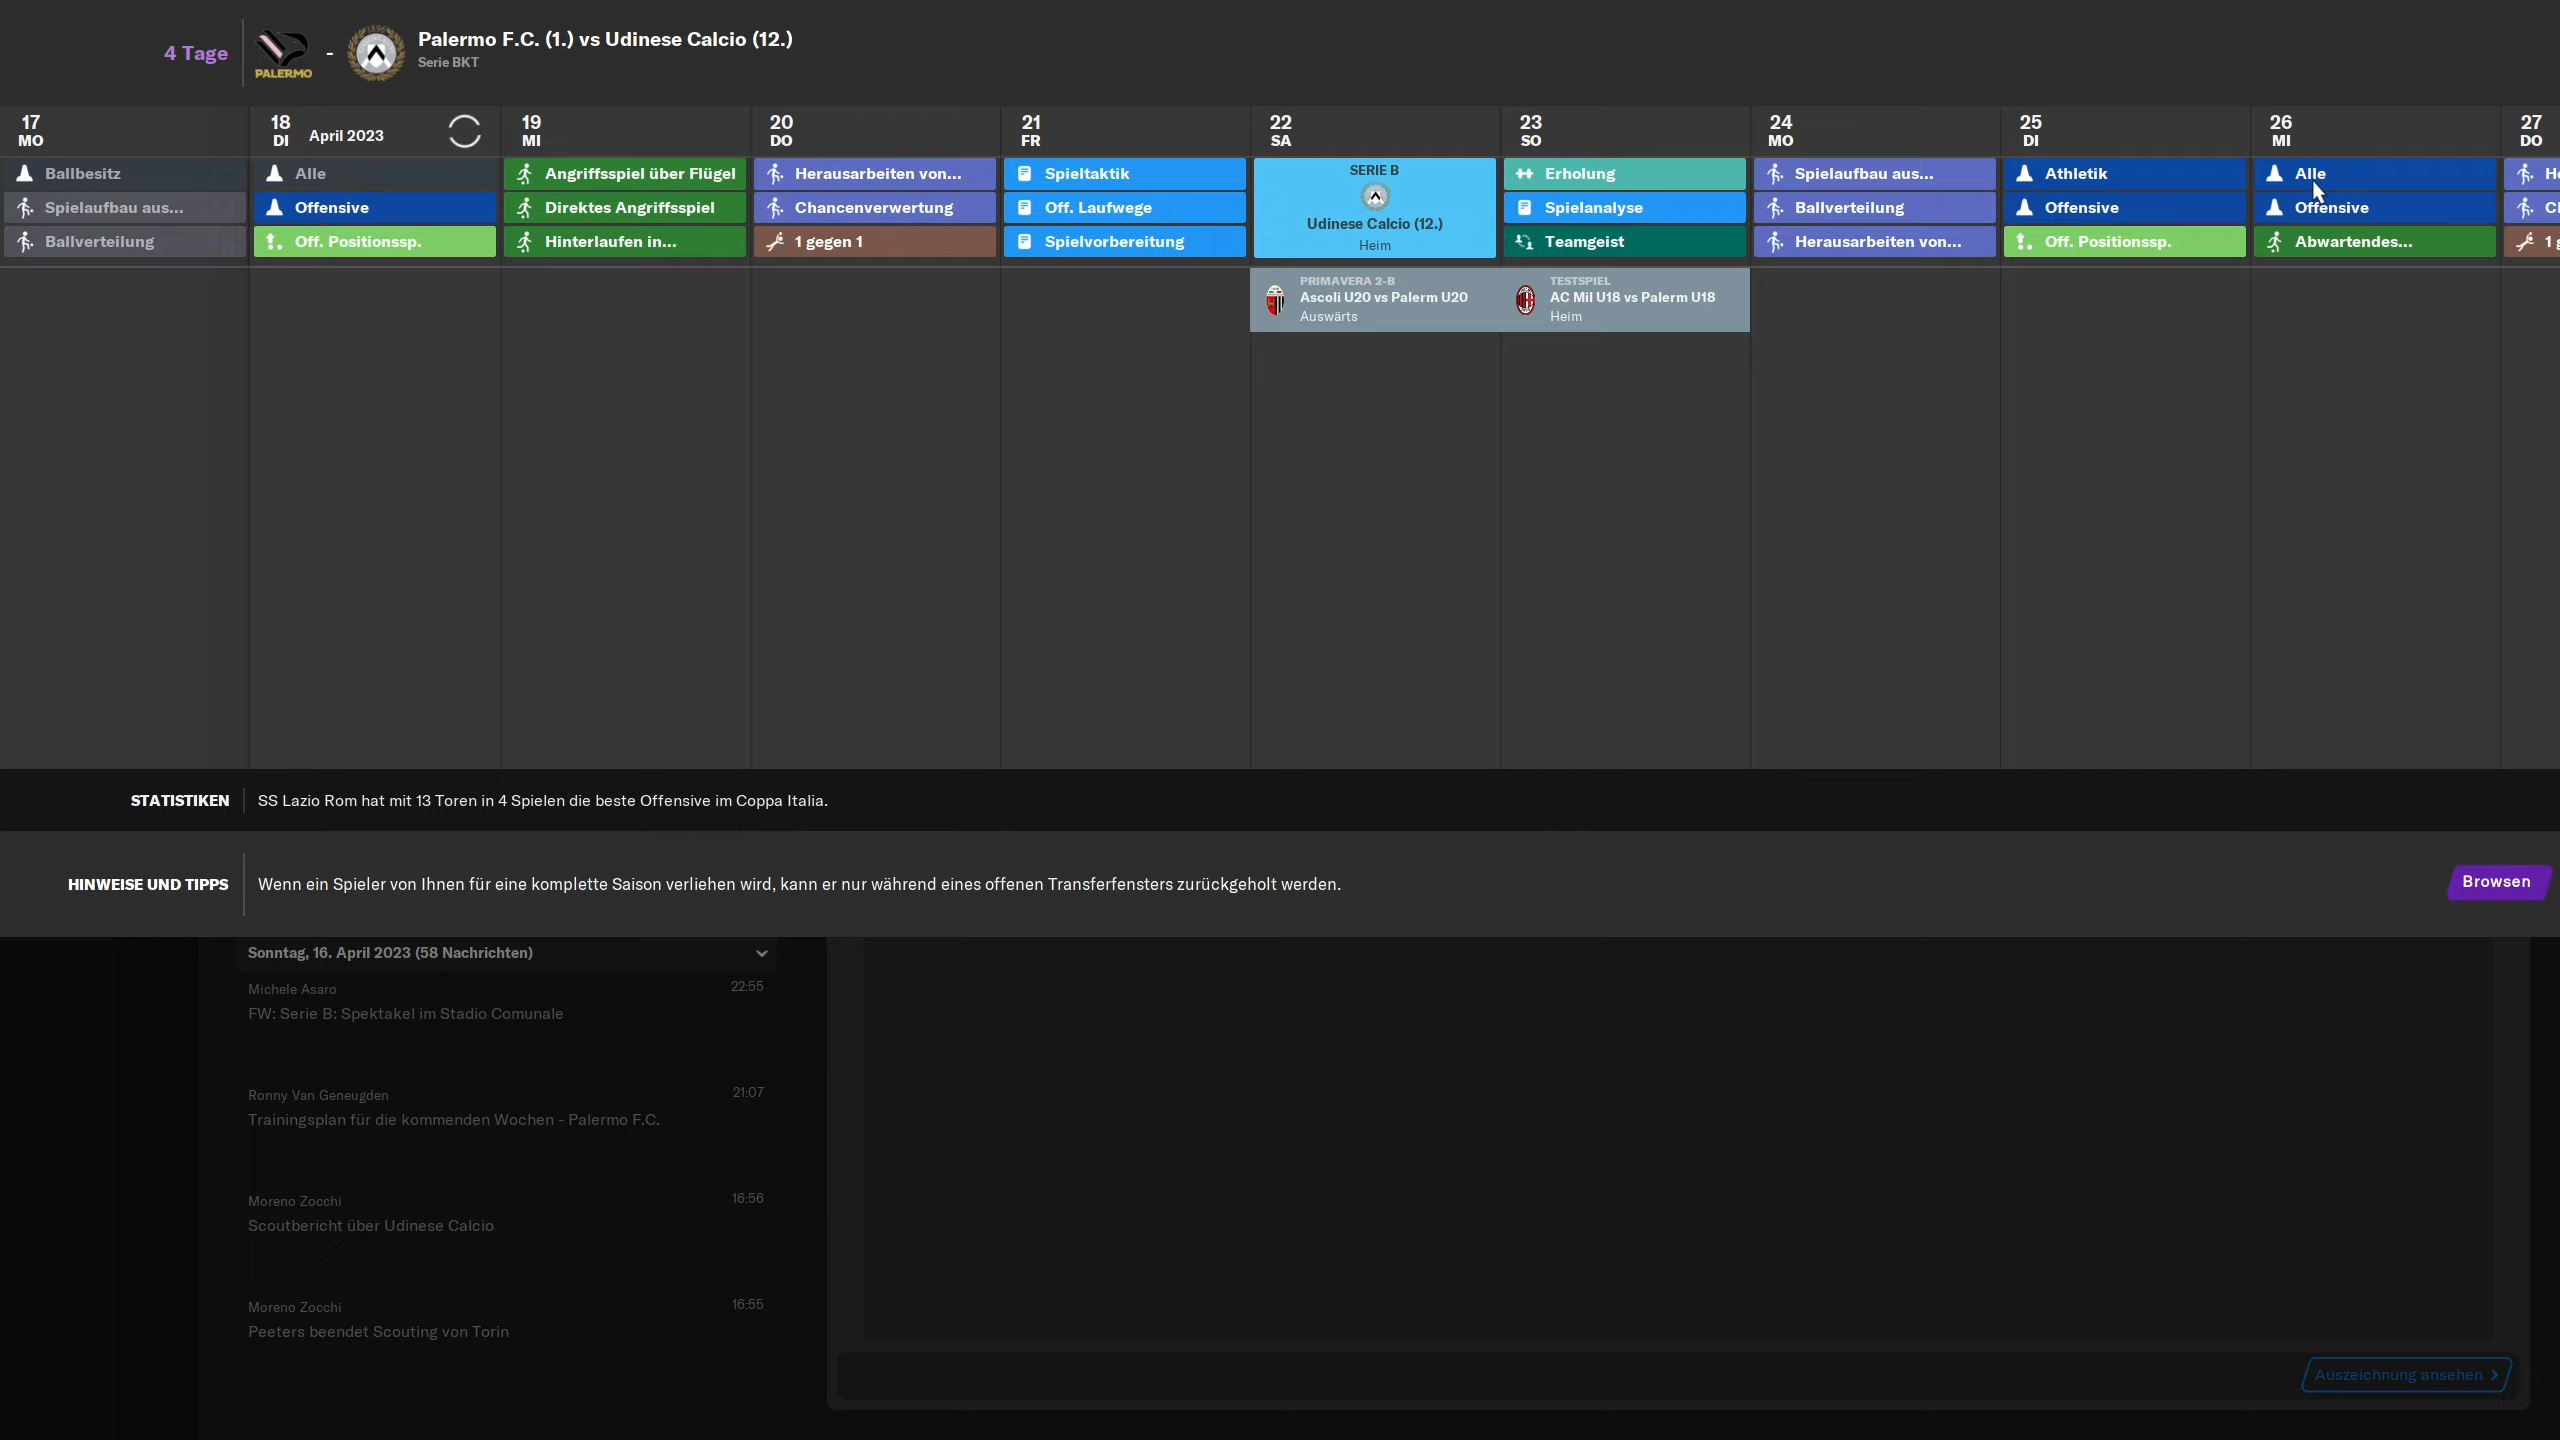 4 Tage
PALERMO
-
Palermo F.C. (1.) vs Udinese Calcio (12.)
Serie BKT
17
MO
Ballbesitz
Spielaufbau aus...
Ballverteilung
18
DI
April 2023
Alle
Offensive
Off. Positionssp.
19
MI
Angriffsspiel über Flügel
Direktes Angriffsspiel
Hinterlaufen in...
20
DO
Herausarbeiten von...
Chancenverwertung
1 gegen 1
21
FR
Spieltaktik
Off. Laufwege
Spielvorbereitung
22
SA
SERIE B
Udinese Calcio (12.)
Heim
PRIMAVERA 2-B
Ascoli U20 vs Palerm U20
Auswärts
23
SO
Erholung
Spielanalyse
Teamgeist
TESTSPIEL
AC Mil U18 vs Palerm U18
Heim
24
MO
Spielaufbau aus...
Ballverteilung
Herausarbeiten von...
25
DI
Athletik
Offensive
Off. Positionssp.
26
MI
Alle
Offensive
Abwartendes...
27
DO
STATISTIKEN
SS Lazio Rom hat mit 13 Toren in 4 Spielen die beste Offensive im Coppa Italia.
HINWEISE UND TIPPS
Wenn ein Spieler von Ihnen für eine komplette Saison verliehen wird, kann er nur während eines offenen Transferfensters zurückgeholt werden.
Browsen
Sonntag, 16. April 2023 (58 Nachrichten)
Michele Asaro
22:55
FW: Serie B: Spektakel im Stadio Comunale
Ronny Van Geneugden
21:07
Trainingsplan für die kommenden Wochen - Palermo F.C.
Moreno Zocchi
16:56
Scoutbericht über Udinese Calcio
Moreno Zocchi
16:55
Peeters beendet Scouting von Torin
Auszeichnung ansehen